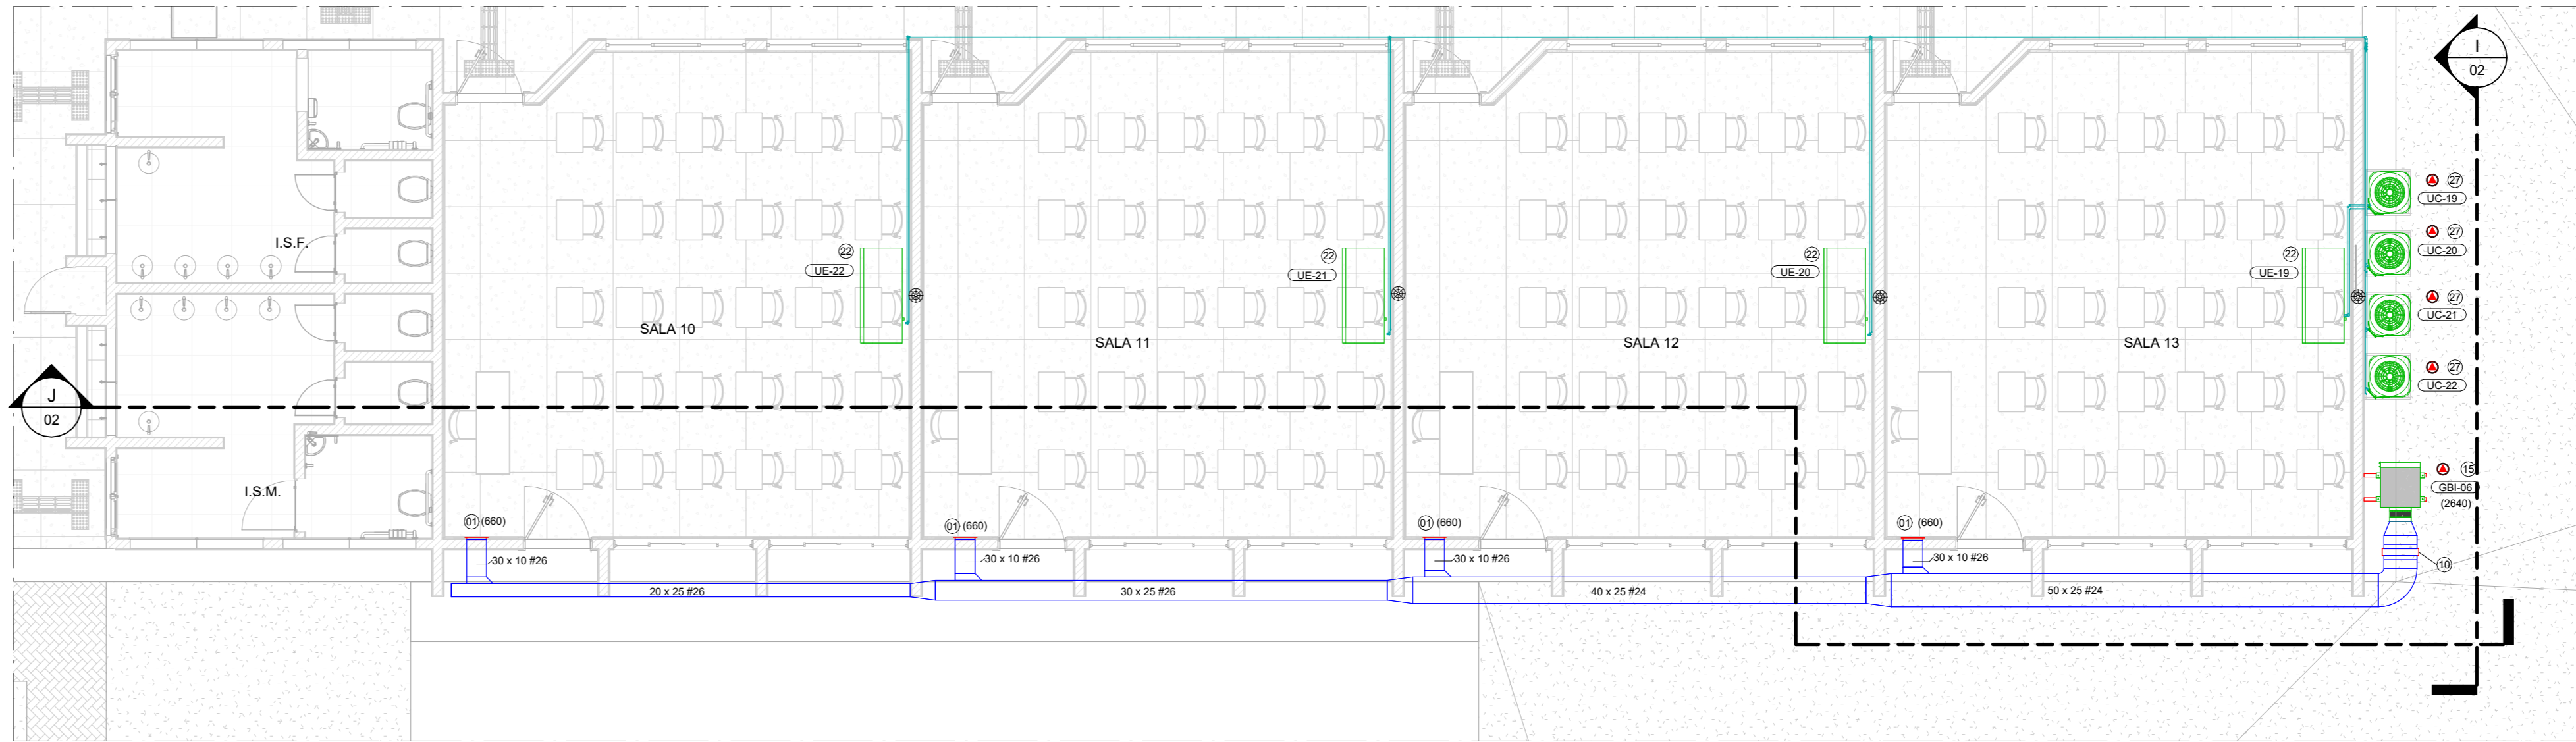 I
02
27
UC-19
27
UC-20
I.S.F.
22
UE-22
22
UE-21
22
UE-20
22
UE-19
27
UC-21
SALA 10
SALA 11
SALA 12
SALA 13
27
UC-22
J
02
15
GBI-06
(2640)
I.S.M.
01 (660)
01 (660)
01 (660)
01 (660)
30 x 10 #26
30 x 10 #26
30 x 10 #26
30 x 10 #26
10
20 x 25 #26
30 x 25 #26
40 x 25 #24
50 x 25 #24